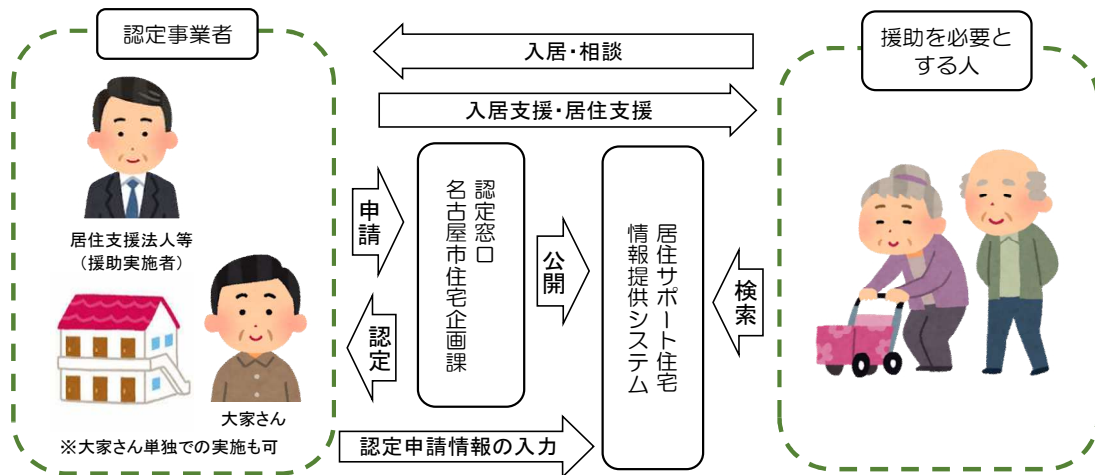 認定事業者
居住支援法人等
（援助実施者）
大家さん
※大家さん単独での実施も可
入居・相談
入居支援・居住支援
申請
認定
認定窓口
名古屋市住宅企画課
公開
居住サポート住宅
情報提供システム
検索
認定申請情報の入力
援助を必要と
する人